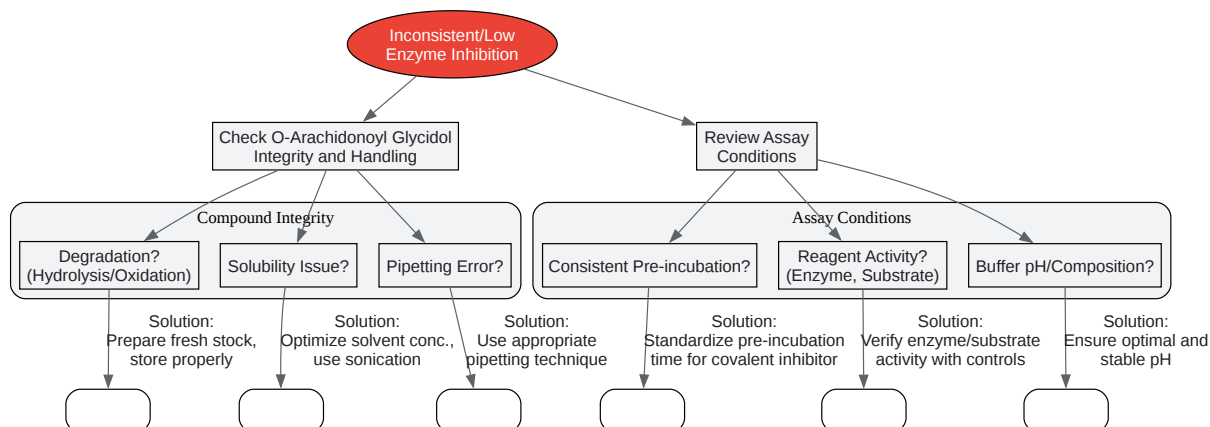 Inconsistent/Low
Enzyme Inhibition
Check O-Arachidonoyl Glycidol
Integrity and Handling
Review Assay
Conditions
Compound Integrity
Assay Conditions
Degradation?
(Hydrolysis/Oxidation)
Solubility Issue?
Pipetting Error?
Consistent Pre-incubation?
Reagent Activity?
(Enzyme, Substrate)
Buffer pH/Composition?
Solution:
Prepare fresh stock,
store properly
Solution:
Optimize solvent conc.,
use sonication
Solution:
Use appropriate
pipetting technique
Solution:
Standardize pre-incubation
time for covalent inhibitor
Solution:
Verify enzyme/substrate
activity with controls
Solution:
Ensure optimal and
stable pH